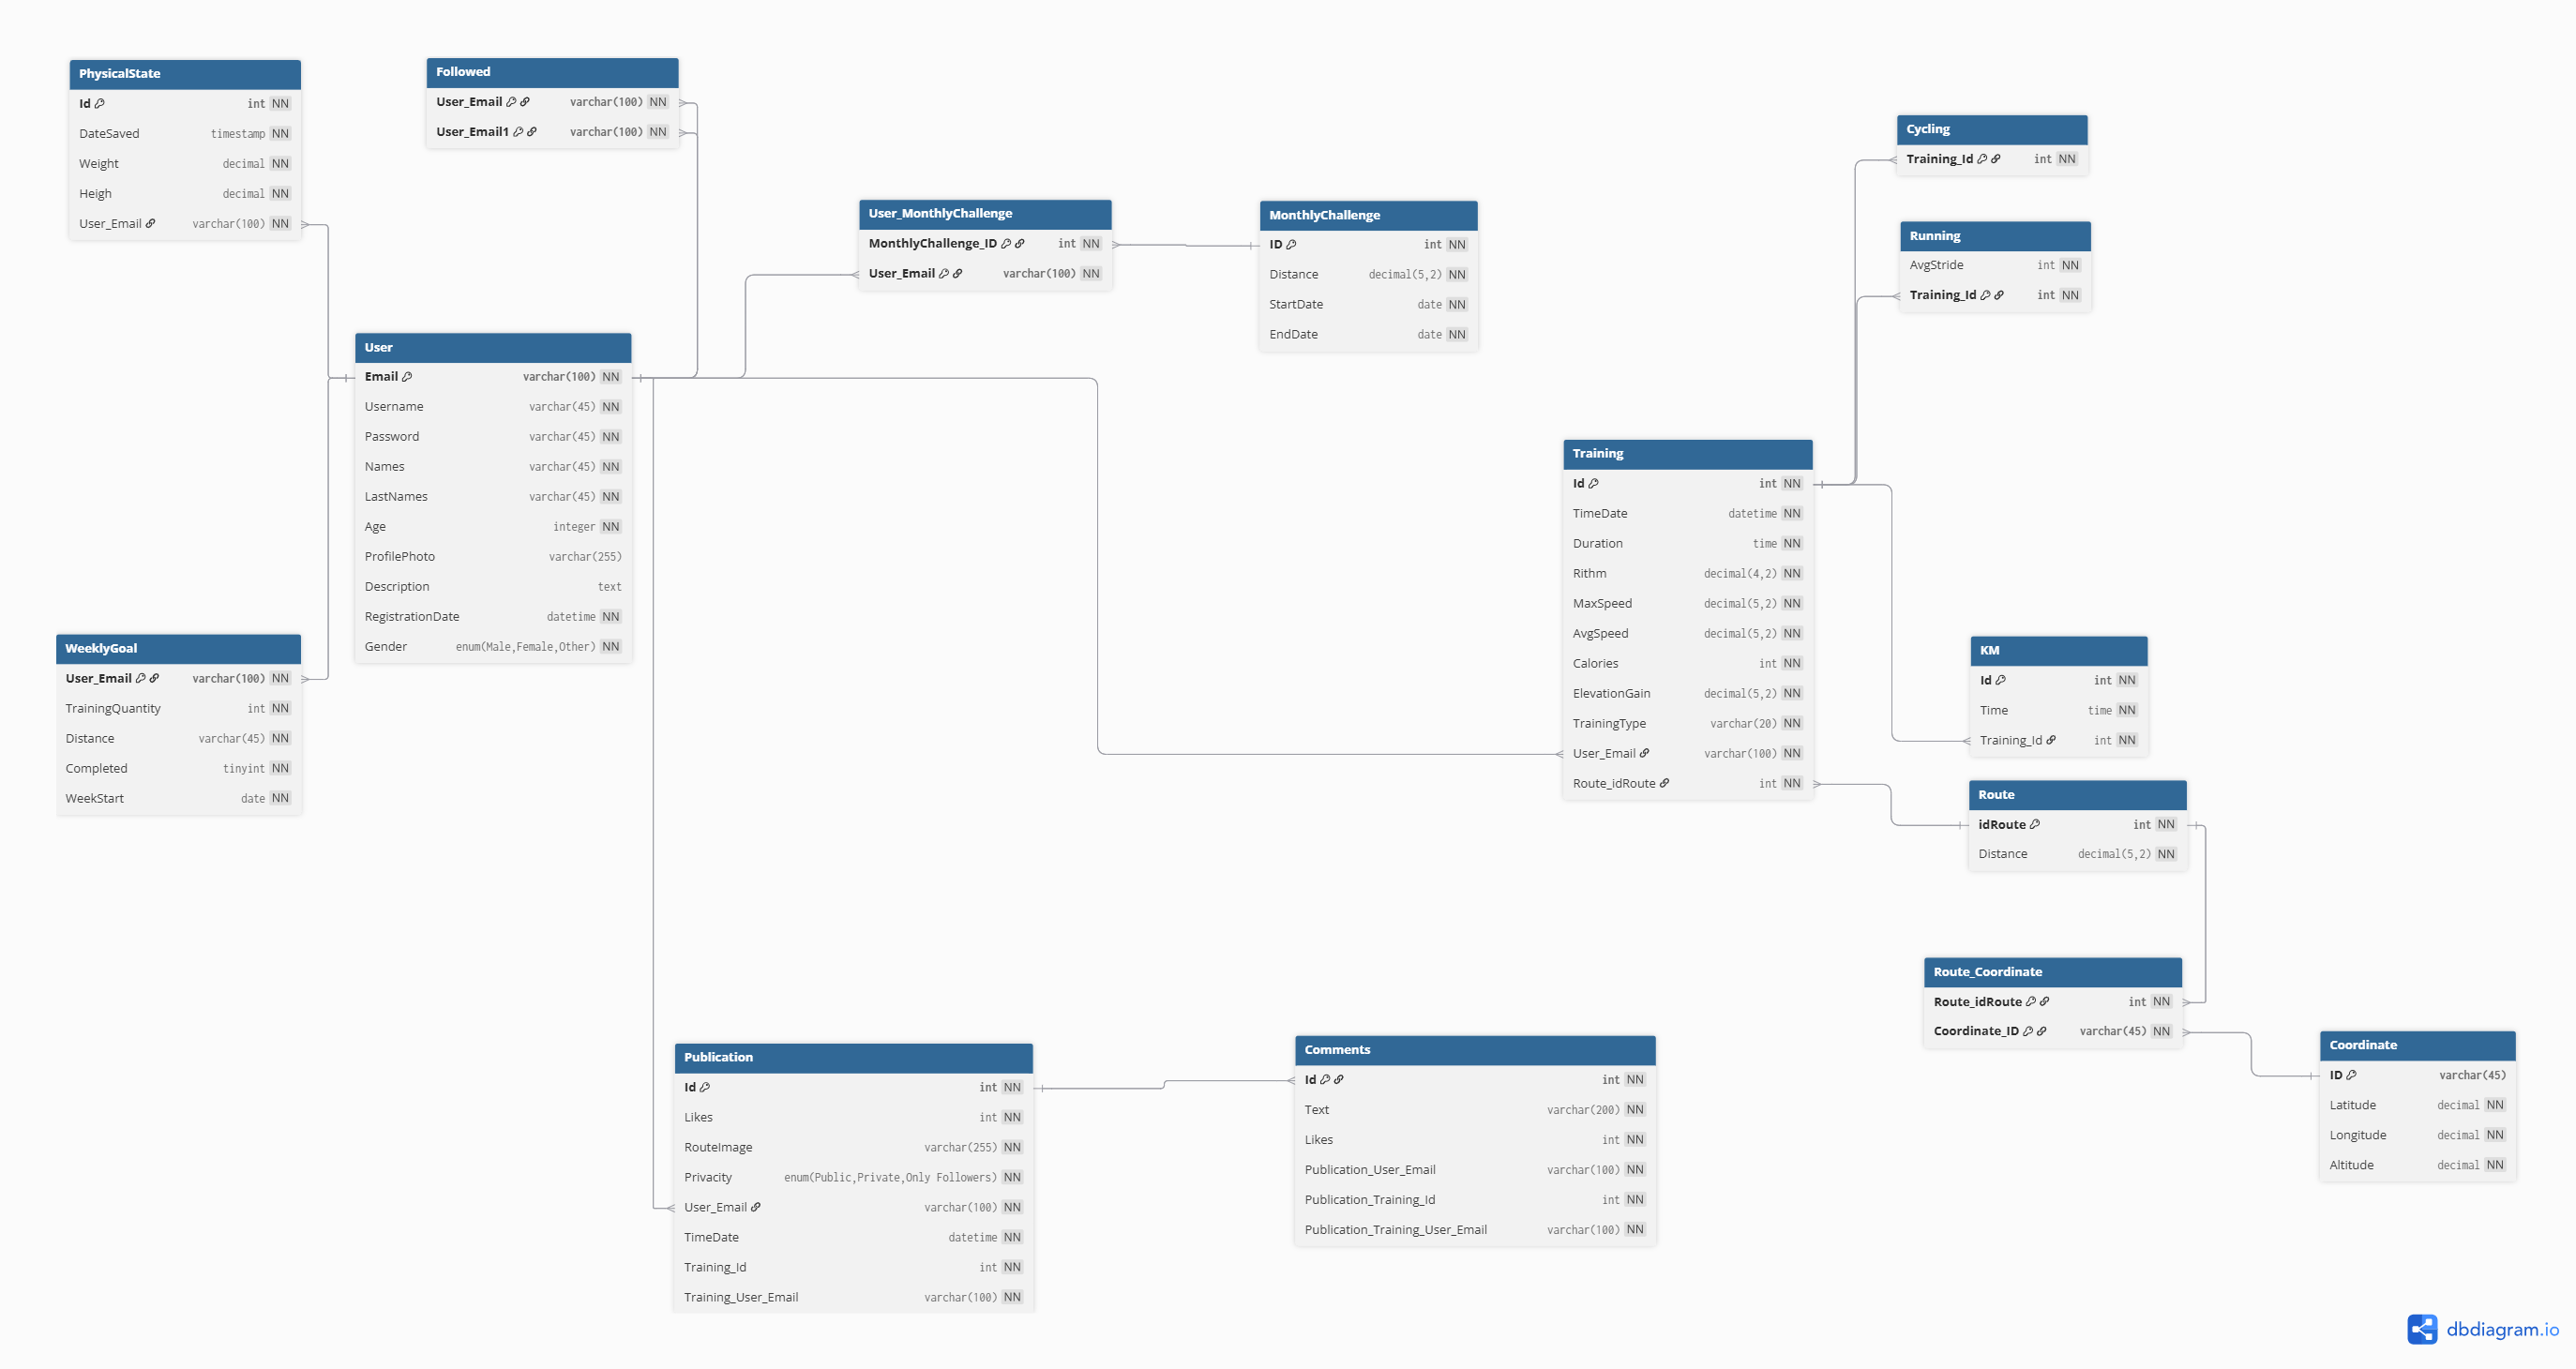 PhysicalState
Id int NN
DateSaved timestamp NN
Weight decimal NN
Heigh decimal NN
User_Email varchar(100) NN
Followed
User_Email varchar(100) NN
User_Email1 varchar(100) NN
User_MonthlyChallenge
MonthlyChallenge_ID int NN
User_Email varchar(100) NN
MonthlyChallenge
ID int NN
Distance decimal(5,2) NN
StartDate date NN
EndDate date NN
Cycling
Training_Id int NN
Running
AvgStride int NN
Training_Id int NN
User
Email varchar(100) NN
Username varchar(45) NN
Password varchar(45) NN
Names varchar(45) NN
LastNames varchar(45) NN
Age integer NN
ProfilePhoto varchar(255)
Description text
RegistrationDate datetime NN
Gender enum(Male,Female,Other) NN
WeeklyGoal
User_Email varchar(100) NN
TrainingQuantity int NN
Distance varchar(45) NN
Completed tinyint NN
WeekStart date NN
Training
Id int NN
TimeDate datetime NN
Duration time NN
Rithm decimal(4,2) NN
MaxSpeed decimal(5,2) NN
AvgSpeed decimal(5,2) NN
Calories int NN
ElevationGain decimal(5,2) NN
TrainingType varchar(20) NN
User_Email varchar(100) NN
Route_idRoute int NN
KM
Id int NN
Time time NN
Training_Id int NN
Route
idRoute int NN
Distance decimal(5,2) NN
Route_Coordinate
Route_idRoute int NN
Coordinate_ID varchar(45) NN
Coordinate
ID varchar(45)
Latitude decimal NN
Longitude decimal NN
Altitude decimal NN
Publication
Id int NN
Likes int NN
RouteImage varchar(255) NN
Privacity enum(Public,Private,Only Followers) NN
User_Email varchar(100) NN
TimeDate datetime NN
Training_Id int NN
Training_User_Email varchar(100) NN
Comments
Id int NN
Text varchar(200) NN
Likes int NN
Publication_User_Email varchar(100) NN
Publication_Training_Id int NN
Publication_Training_User_Email varchar(100) NN
dbdiagram.io